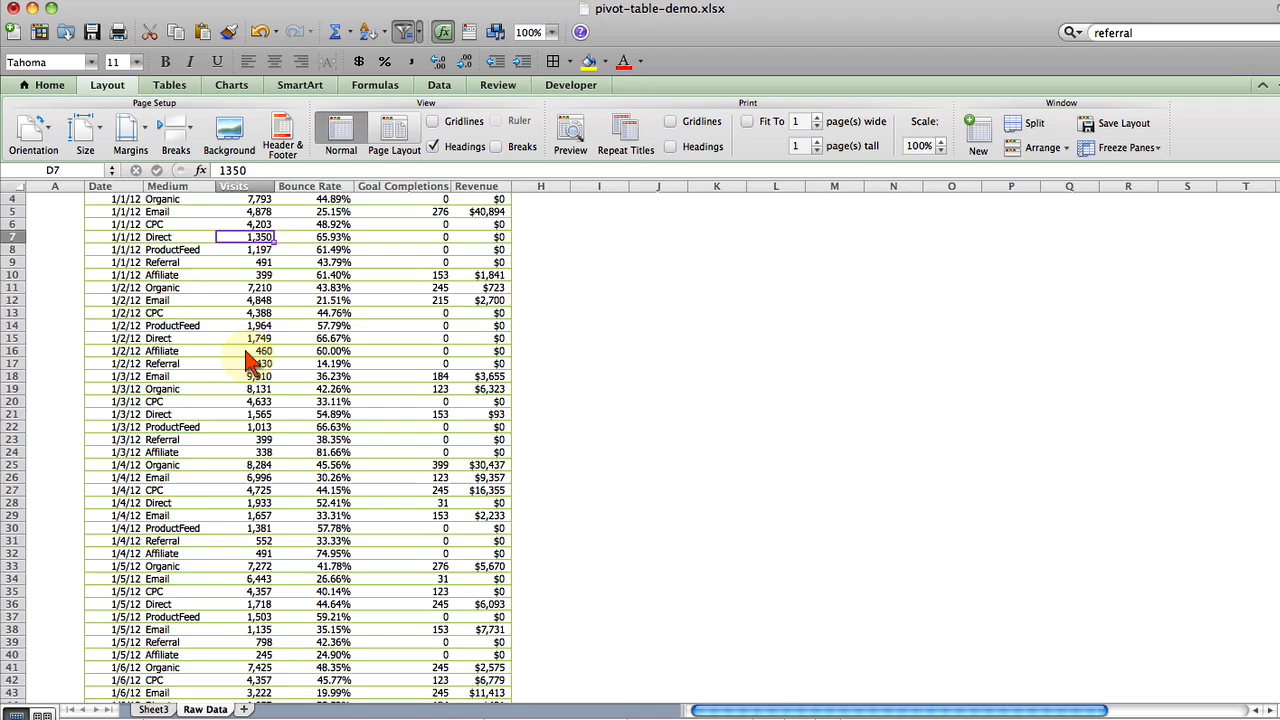 pivot-table-demo.xlsx
100% referral
Tahoma 11 B I U $ %
Home Layout Tables Charts SmartArt Formulas Data Review Developer
Page Setup View Print Window
Orientation Size Margins Breaks Background Header & Footer Normal Page Layout Gridlines Ruler Headings Breaks Preview Repeat Titles Gridlines Headings Fit To 1 page(s) wide 1 page(s) tall Scale: 100% New Split Arrange Save Layout Freeze Panes
D7 fx 1350
A Date Medium Visits Bounce Rate Goal Completions Revenue H I J K L M N O P Q R S T
4 1/1/12 Organic 7,793 44.89% 0 $0
5 1/1/12 Email 4,878 25.15% 276 $40,894
6 1/1/12 CPC 4,203 48.92% 0 $0
7 1/1/12 Direct 1,350 65.93% 0 $0
8 1/1/12 ProductFeed 1,197 61.49% 0 $0
9 1/1/12 Referral 491 43.79% 0 $0
10 1/1/12 Affiliate 399 61.40% 153 $1,841
11 1/2/12 Organic 7,210 43.83% 245 $723
12 1/2/12 Email 4,848 21.51% 215 $2,700
13 1/2/12 CPC 4,388 44.76% 0 $0
14 1/2/12 ProductFeed 1,964 57.79% 0 $0
15 1/2/12 Direct 1,749 66.67% 0 $0
16 1/2/12 Affiliate 460 60.00% 0 $0
17 1/2/12 Referral 14.19% 0 $0
18 1/3/12 Email 36.23% 184 $3,655
19 1/3/12 Organic 8,131 42.26% 123 $6,323
20 1/3/12 CPC 4,633 33.11% 0 $0
21 1/3/12 Direct 1,565 54.89% 153 $93
22 1/3/12 ProductFeed 1,013 66.63% 0 $0
23 1/3/12 Referral 399 38.35% 0 $0
24 1/3/12 Affiliate 338 81.66% 0 $0
25 1/4/12 Organic 8,284 45.56% 399 $30,437
26 1/4/12 Email 6,996 30.26% 123 $9,357
27 1/4/12 CPC 4,725 44.15% 245 $16,355
28 1/4/12 Direct 1,933 52.41% 31 $0
29 1/4/12 Email 1,657 33.31% 153 $2,233
30 1/4/12 ProductFeed 1,381 57.78% 0 $0
31 1/4/12 Referral 552 33.33% 0 $0
32 1/4/12 Affiliate 491 74.95% 0 $0
33 1/5/12 Organic 7,272 41.78% 276 $5,670
34 1/5/12 Email 6,443 26.66% 31 $0
35 1/5/12 CPC 4,357 40.14% 123 $0
36 1/5/12 Direct 1,718 44.64% 245 $6,093
37 1/5/12 ProductFeed 1,503 59.21% 0 $0
38 1/5/12 Email 1,135 35.15% 153 $7,731
39 1/5/12 Referral 798 42.36% 0 $0
40 1/5/12 Affiliate 245 24.90% 0 $0
41 1/6/12 Organic 7,425 48.35% 245 $2,575
42 1/6/12 CPC 4,357 45.77% 123 $6,779
43 1/6/12 Email 3,222 19.99% 245 $11,413
Sheet3 Raw Data